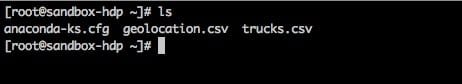 [root@sandbox-hdp ~]# ls
anaconda-ks.cfg  geolocation.csv  trucks.csv
[root@sandbox-hdp ~]#